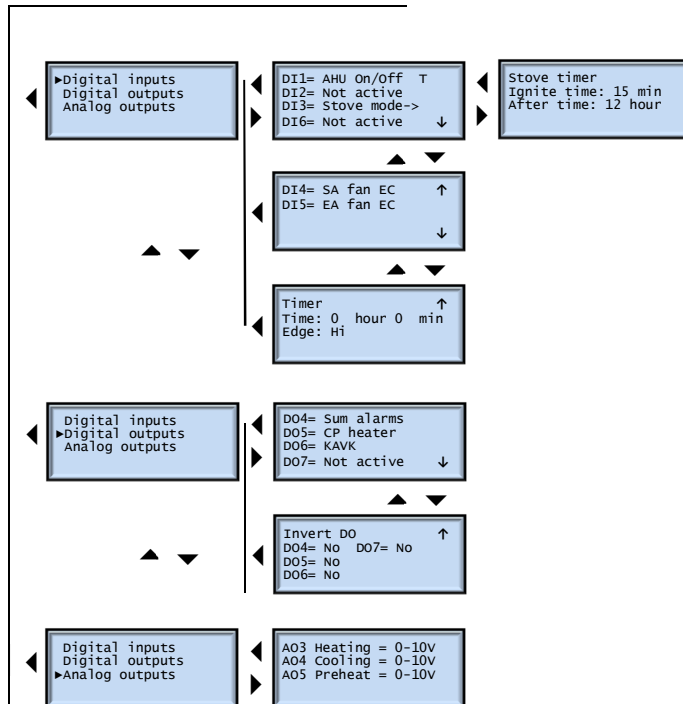 ►Digital inputs
Digital outputs
Analog outputs
DI1= AHU On/Off T
DI2= Not active
DI3= Stove mode->
DI6= Not active ↓
Stove timer
Ignite time: 15 min
After time: 12 hour
DI4= SA fan EC ↑
DI5= EA fan EC
↓
Timer ↑
Time: 0 hour 0 min
Edge: Hi
Digital inputs
►Digital outputs
Analog outputs
DO4= Sum alarms
DO5= CP heater
DO6= KAVK
DO7= Not active ↓
Invert DO ↑
DO4= No DO7= No
DO5= No
DO6= No
Digital inputs
Digital outputs
►Analog outputs
AO3 Heating = 0-10V
AO4 Cooling = 0-10V
AO5 Preheat = 0-10V